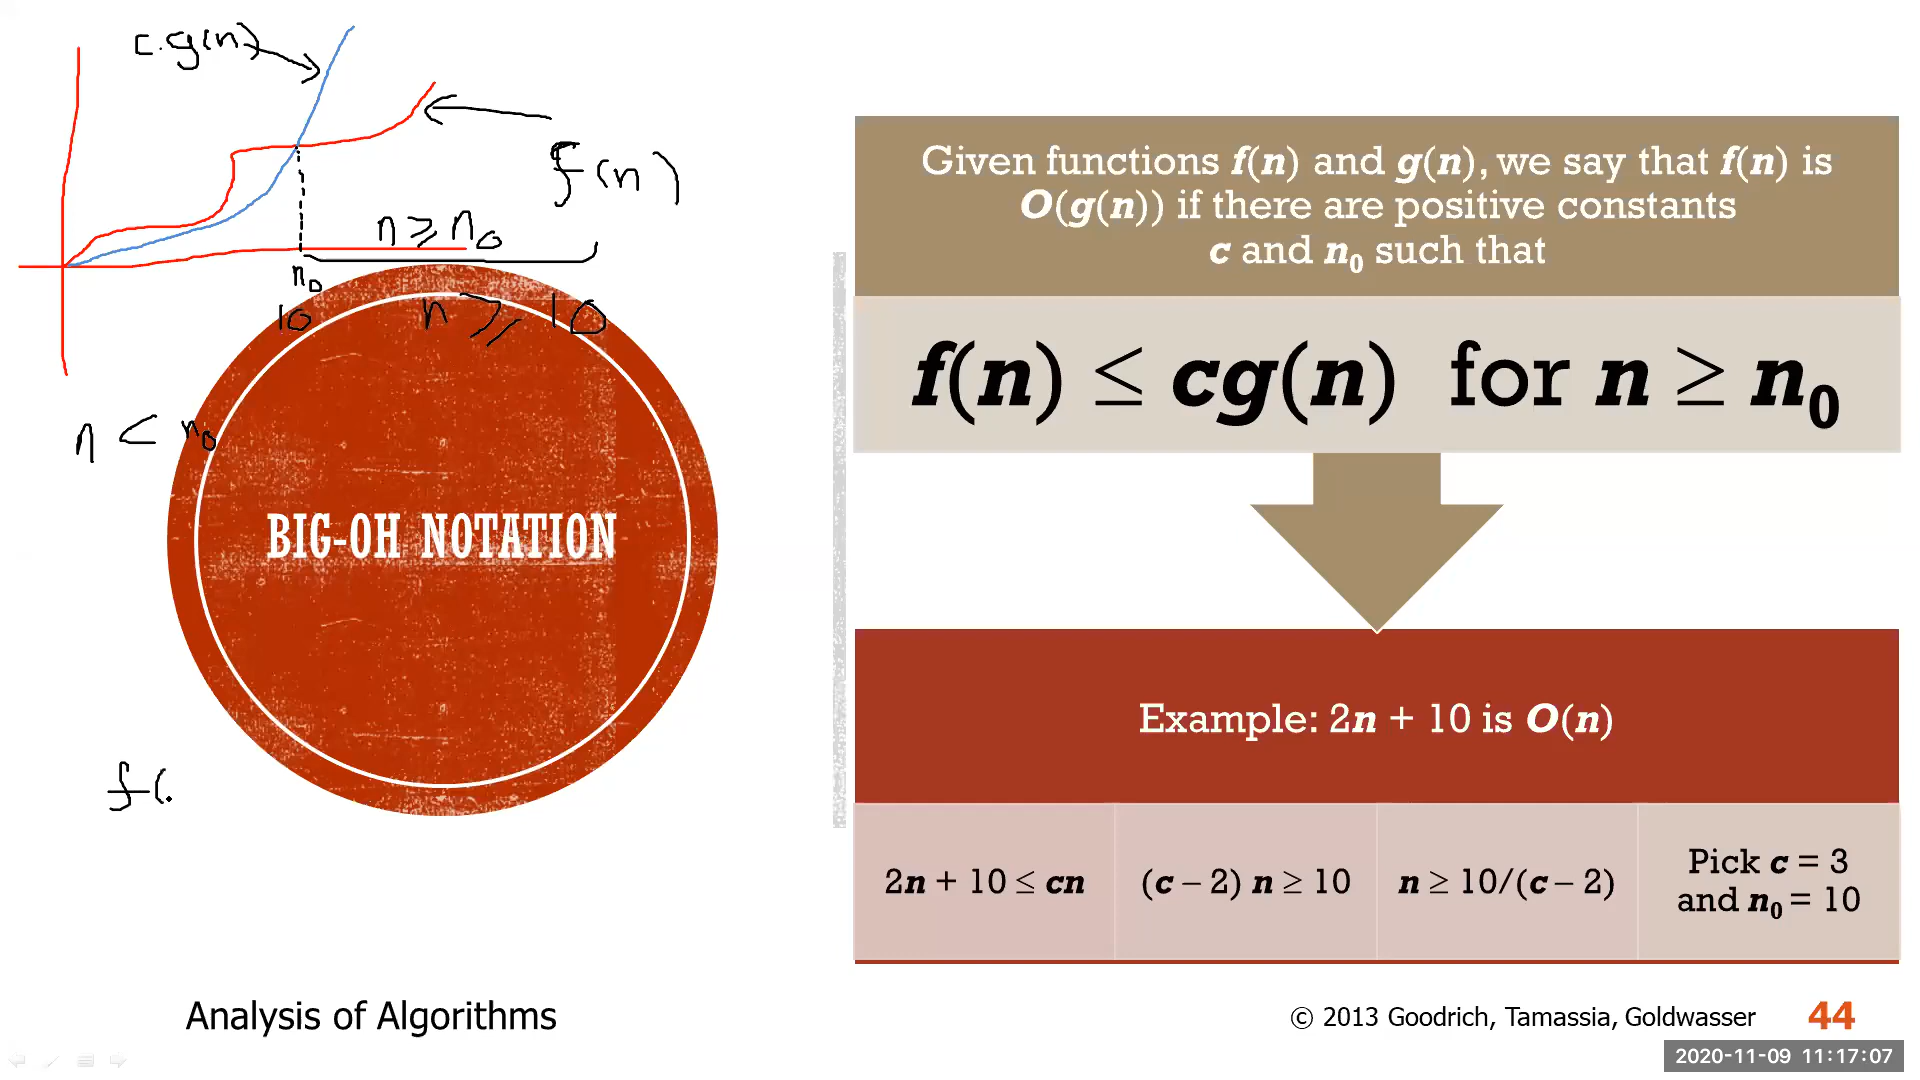 c.g(n)
f(n)
n ≥ n₀
n₀
10
n ≥ 10
n < n₀
BIG-OH NOTATION
f(.
Given functions f(n) and g(n), we say that f(n) is
O(g(n)) if there are positive constants
c and n₀ such that
f(n) ≤ cg(n) for n ≥ n₀
Example: 2n + 10 is O(n)
2n + 10 ≤ cn
(c − 2) n ≥ 10
n ≥ 10/(c − 2)
Pick c = 3
and n₀ = 10
Analysis of Algorithms
© 2013 Goodrich, Tamassia, Goldwasser
44
2020-11-09 11:17:07